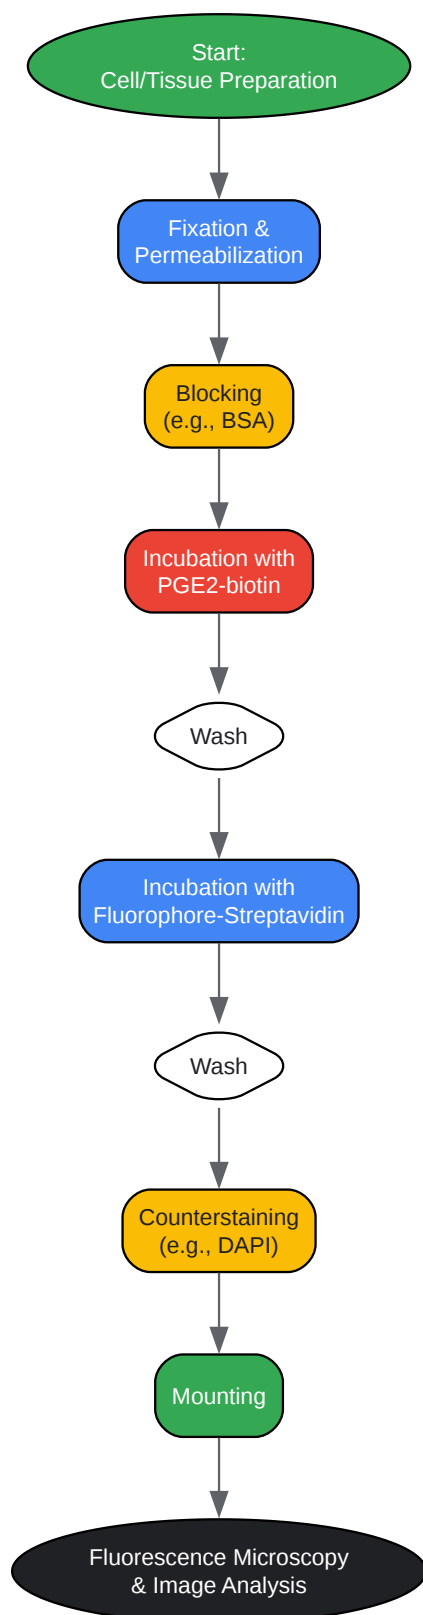 Start:
Cell/Tissue Preparation
Fixation &
Permeabilization
Blocking
(e.g., BSA)
Incubation with
PGE2-biotin
Wash
Incubation with
Fluorophore-Streptavidin
Wash
Counterstaining
(e.g., DAPI)
Mounting
Fluorescence Microscopy
& Image Analysis